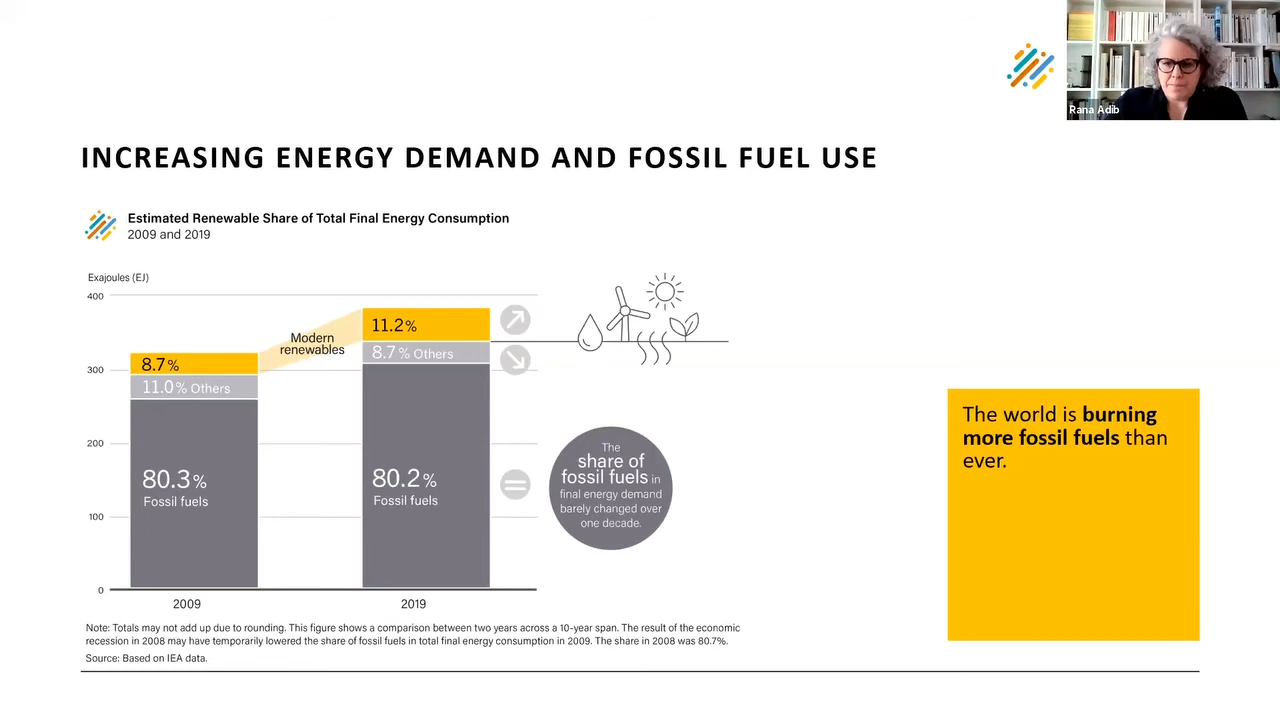 Rana Adib
INCREASING ENERGY DEMAND AND FOSSIL FUEL USE
Estimated Renewable Share of Total Final Energy Consumption
2009 and 2019
Exajoules (EJ)
400
300
200
100
0
8.7%
11.0% Others
80.3%
Fossil fuels
2009
Modern
renewables
11.2%
8.7% Others
80.2%
Fossil fuels
2019
The
share of
fossil fuels in
final energy demand
barely changed over
one decade.
The world is burning
more fossil fuels than
ever.
Note: Totals may not add up due to rounding. This figure shows a comparison between two years across a 10-year span. The result of the economic
recession in 2008 may have temporarily lowered the share of fossil fuels in total final energy consumption in 2009. The share in 2008 was 80.7%.
Source: Based on IEA data.